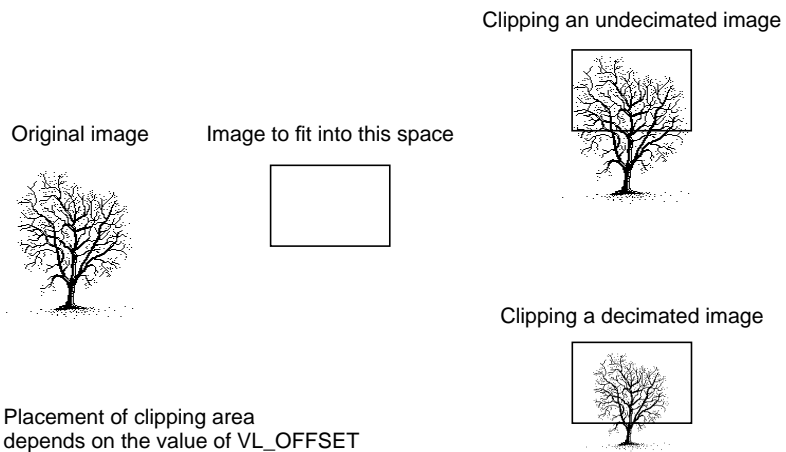 Clipping an undecimated image
Original image
Image to fit into this space
Clipping a decimated image
Placement of clipping area
depends on the value of VL_OFFSET